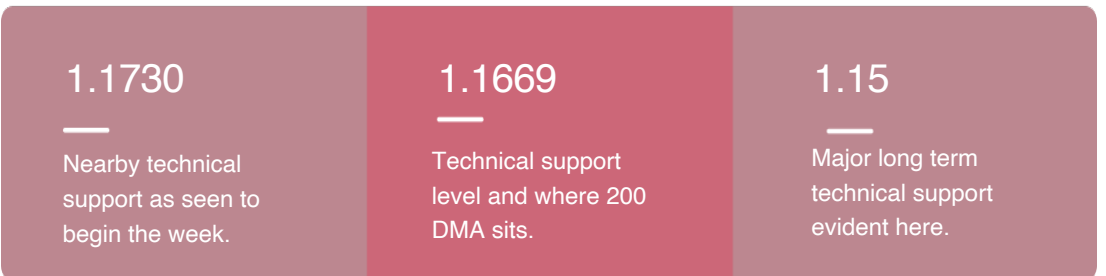 1.1730
Nearby technical
support as seen to
begin the week.
1.1669
Technical support
level and where 200
DMA sits.
1.15
Major long term
technical support
evident here.